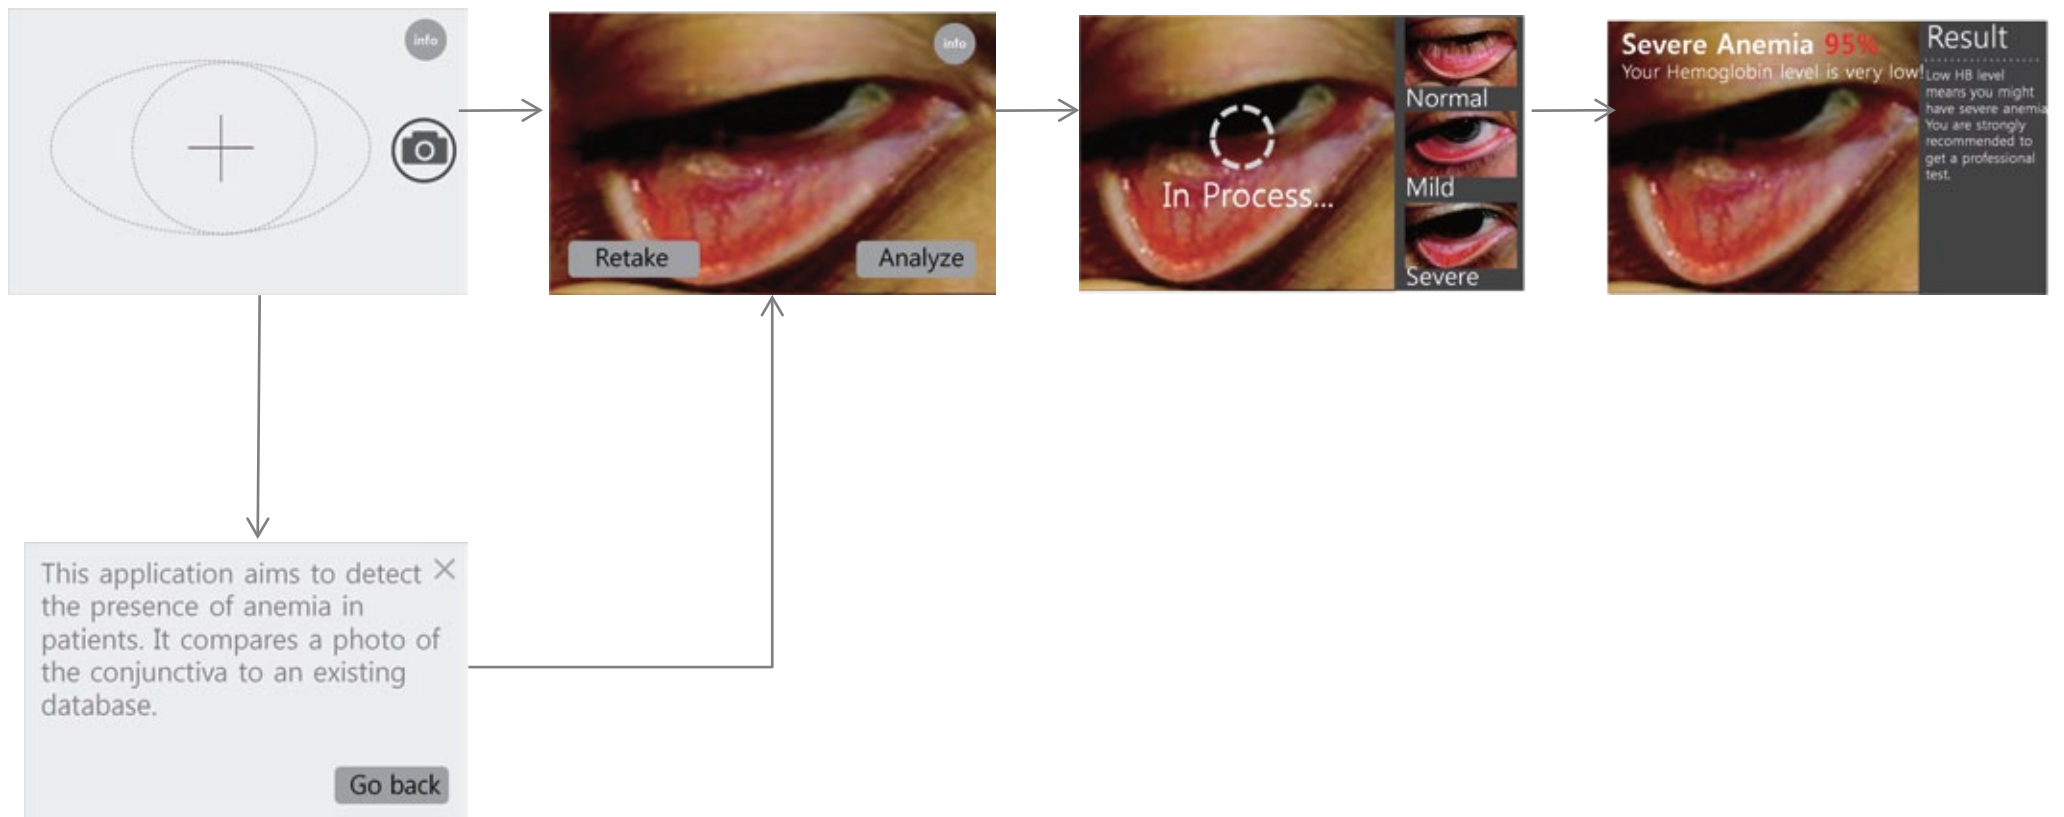 info
info
Retake
Analyze
In Process...
Normal
Mild
Severe
Severe Anemia 95%
Your Hemoglobin level is very low!
Result
Low HB level
means you might
have severe anemia
You are strongly
recommended to
get a professional
test.
This application aims to detect
the presence of anemia in
patients. It compares a photo of
the conjunctiva to an existing
database.
Go back